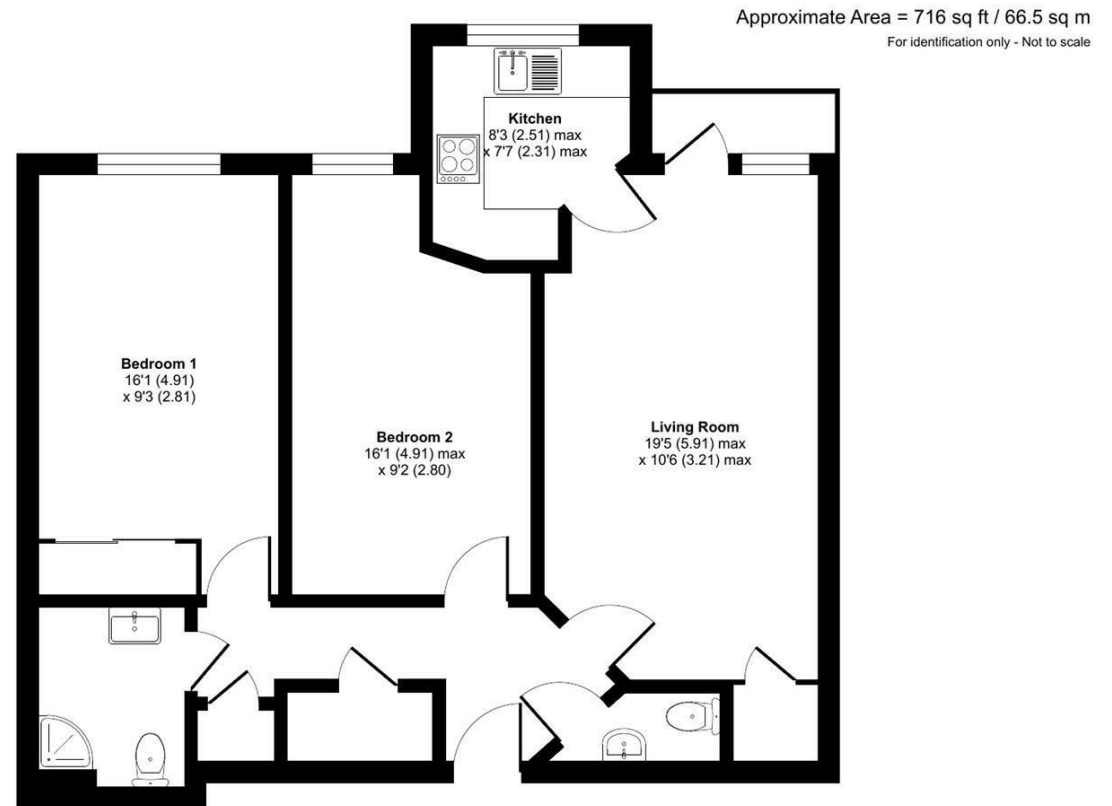 Approximate Area = 716 sq ft / 66.5 sq m
For identification only - Not to scale
Kitchen
8'3 (2.51) max
x 7'7 (2.31) max
Bedroom 1
16'1 (4.91)
x 9'3 (2.81)
Bedroom 2
16'1 (4.91) max
x 9'2 (2.80)
Living Room
19'5 (5.91) max
x 10'6 (3.21) max